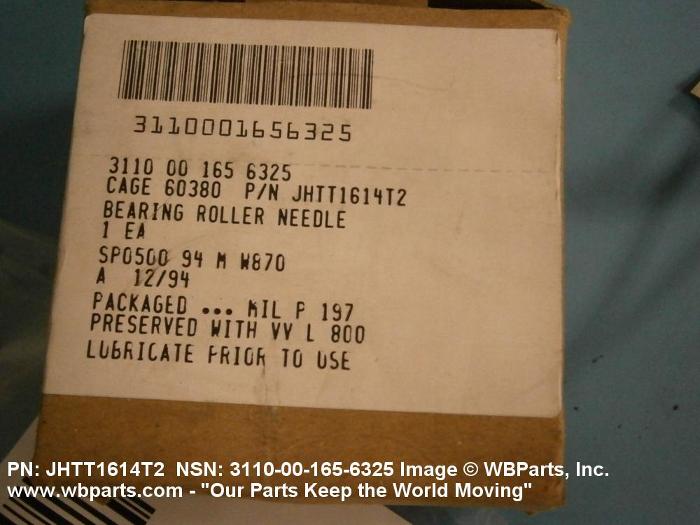 3110001656325
3110 00 165 6325
CAGE 60380 P/N JHTT1614T2
BEARING ROLLER NEEDLE
1 EA
SPO500 94 M W870
A 12/94
PACKAGED ... MIL P 197
PRESERVED WITH VV L 800
LUBRICATE PRIOR TO USE
PN: JHTT1614T2 NSN: 3110-00-165-6325 Image © WBParts, Inc.
www.wbparts.com - "Our Parts Keep the World Moving"